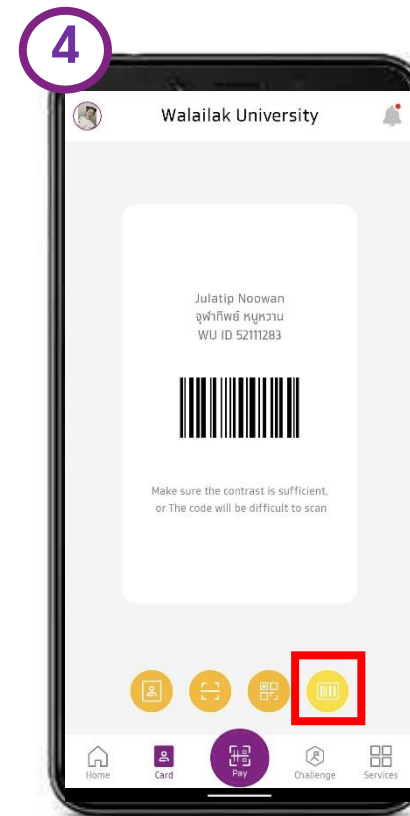 4
Walailak University
Julatip Noowan
จุฬาทิพย์ หนูหวาน
WU ID 52111283
Make sure the contrast is sufficient,
or The code will be difficult to scan
Home Card Pay Challenge Services